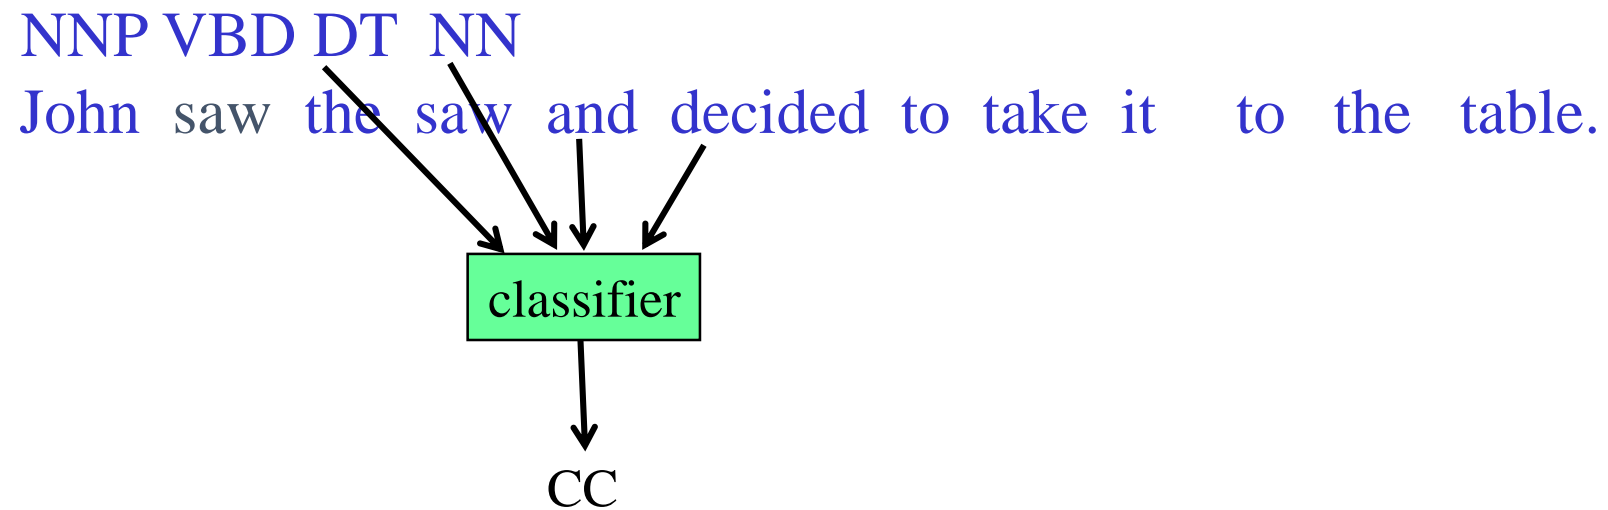 NNP VBD DT NN
John saw the saw and decided to take it to the table.
classifier
CC